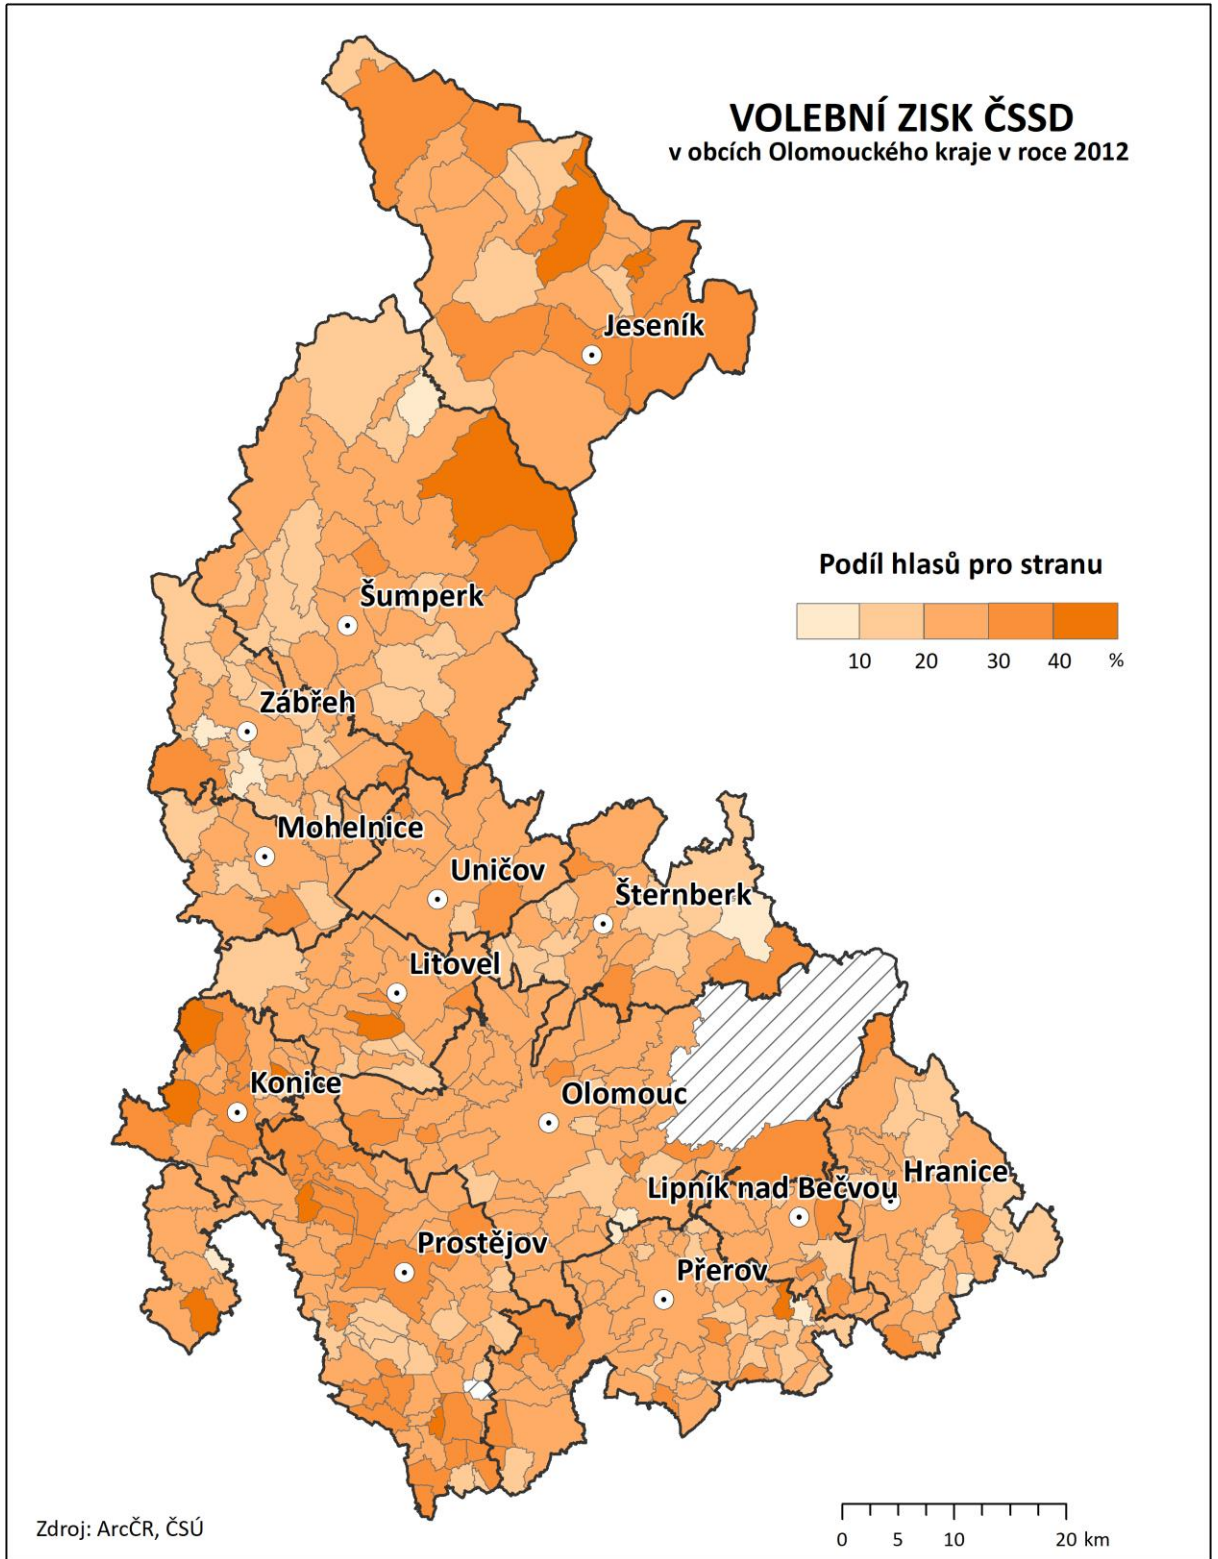 VOLEBNÍ ZISK ČSSD
v obcích Olomouckého kraje v roce 2012
Jeseník
Podíl hlasů pro stranu
10 20 30 40 %
Šumperk
Zábřeh
Mohelnice
Uničov
Šternberk
Litovel
Konice
Olomouc
Hranice
Lipník nad Bečvou
Prostějov
Přerov
Zdroj: ArcČR, ČSÚ
0 5 10 20 km